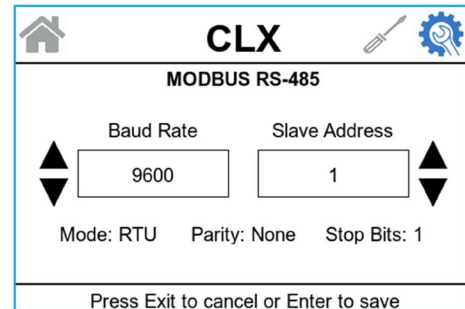 CLX
MODBUS RS-485
Baud Rate Slave Address
9600 1
Mode: RTU Parity: None Stop Bits: 1
Press Exit to cancel or Enter to save